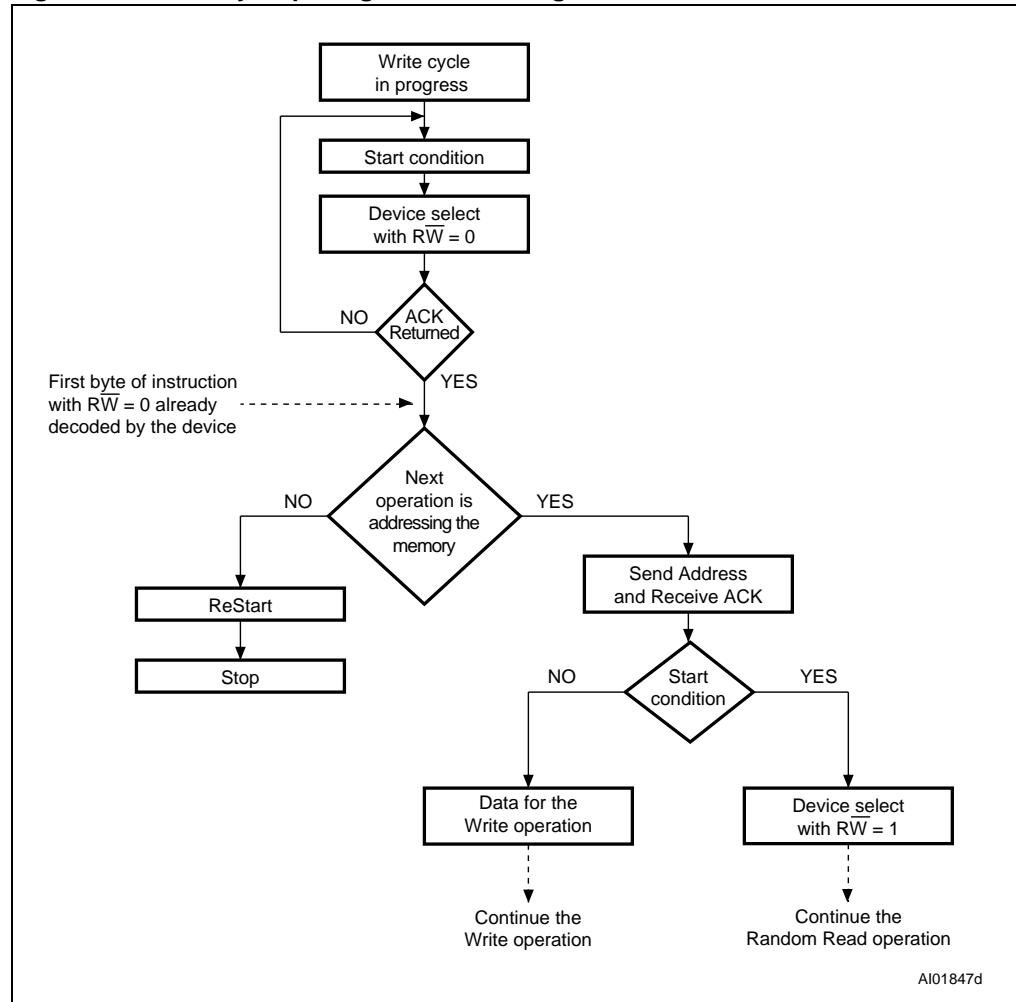 Write cycle
in progress
Start condition
Device select
with RW̅ = 0
ACK
Returned
NO
YES
First byte of instruction
with RW̅ = 0 already
decoded by the device
Next
operation is
addressing the
memory
NO
YES
ReStart
Stop
Send Address
and Receive ACK
Start
condition
NO
YES
Data for the
Write operation
Device select
with RW̅ = 1
Continue the
Write operation
Continue the
Random Read operation
AI01847d